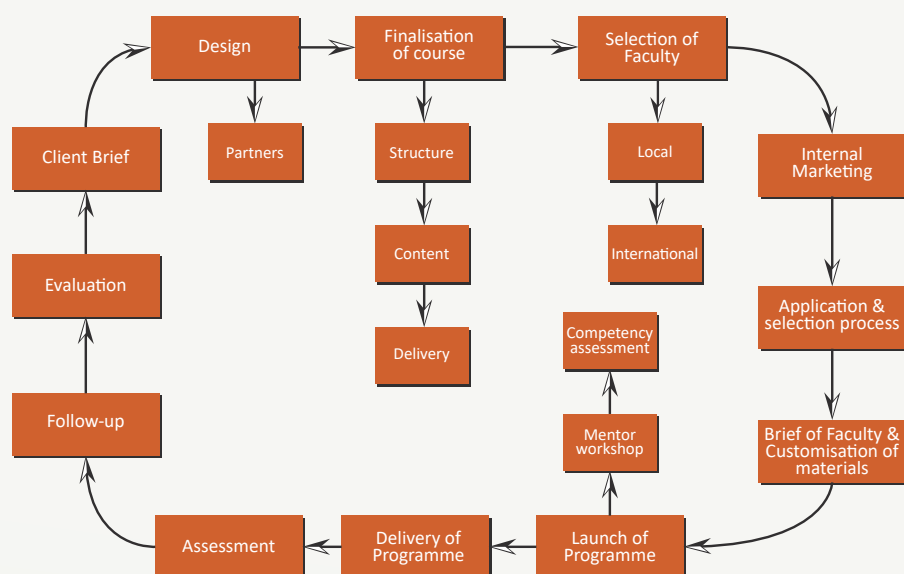 Design
Finalisation
of course
Selection of
Faculty
Client Brief
Partners
Structure
Local
Internal
Marketing
Content
International
Evaluation
Application &
selection process
Competency
assessment
Delivery
Follow-up
Mentor
workshop
Brief of Faculty &
Customisation of
materials
Assessment
Delivery of
Programme
Launch of
Programme